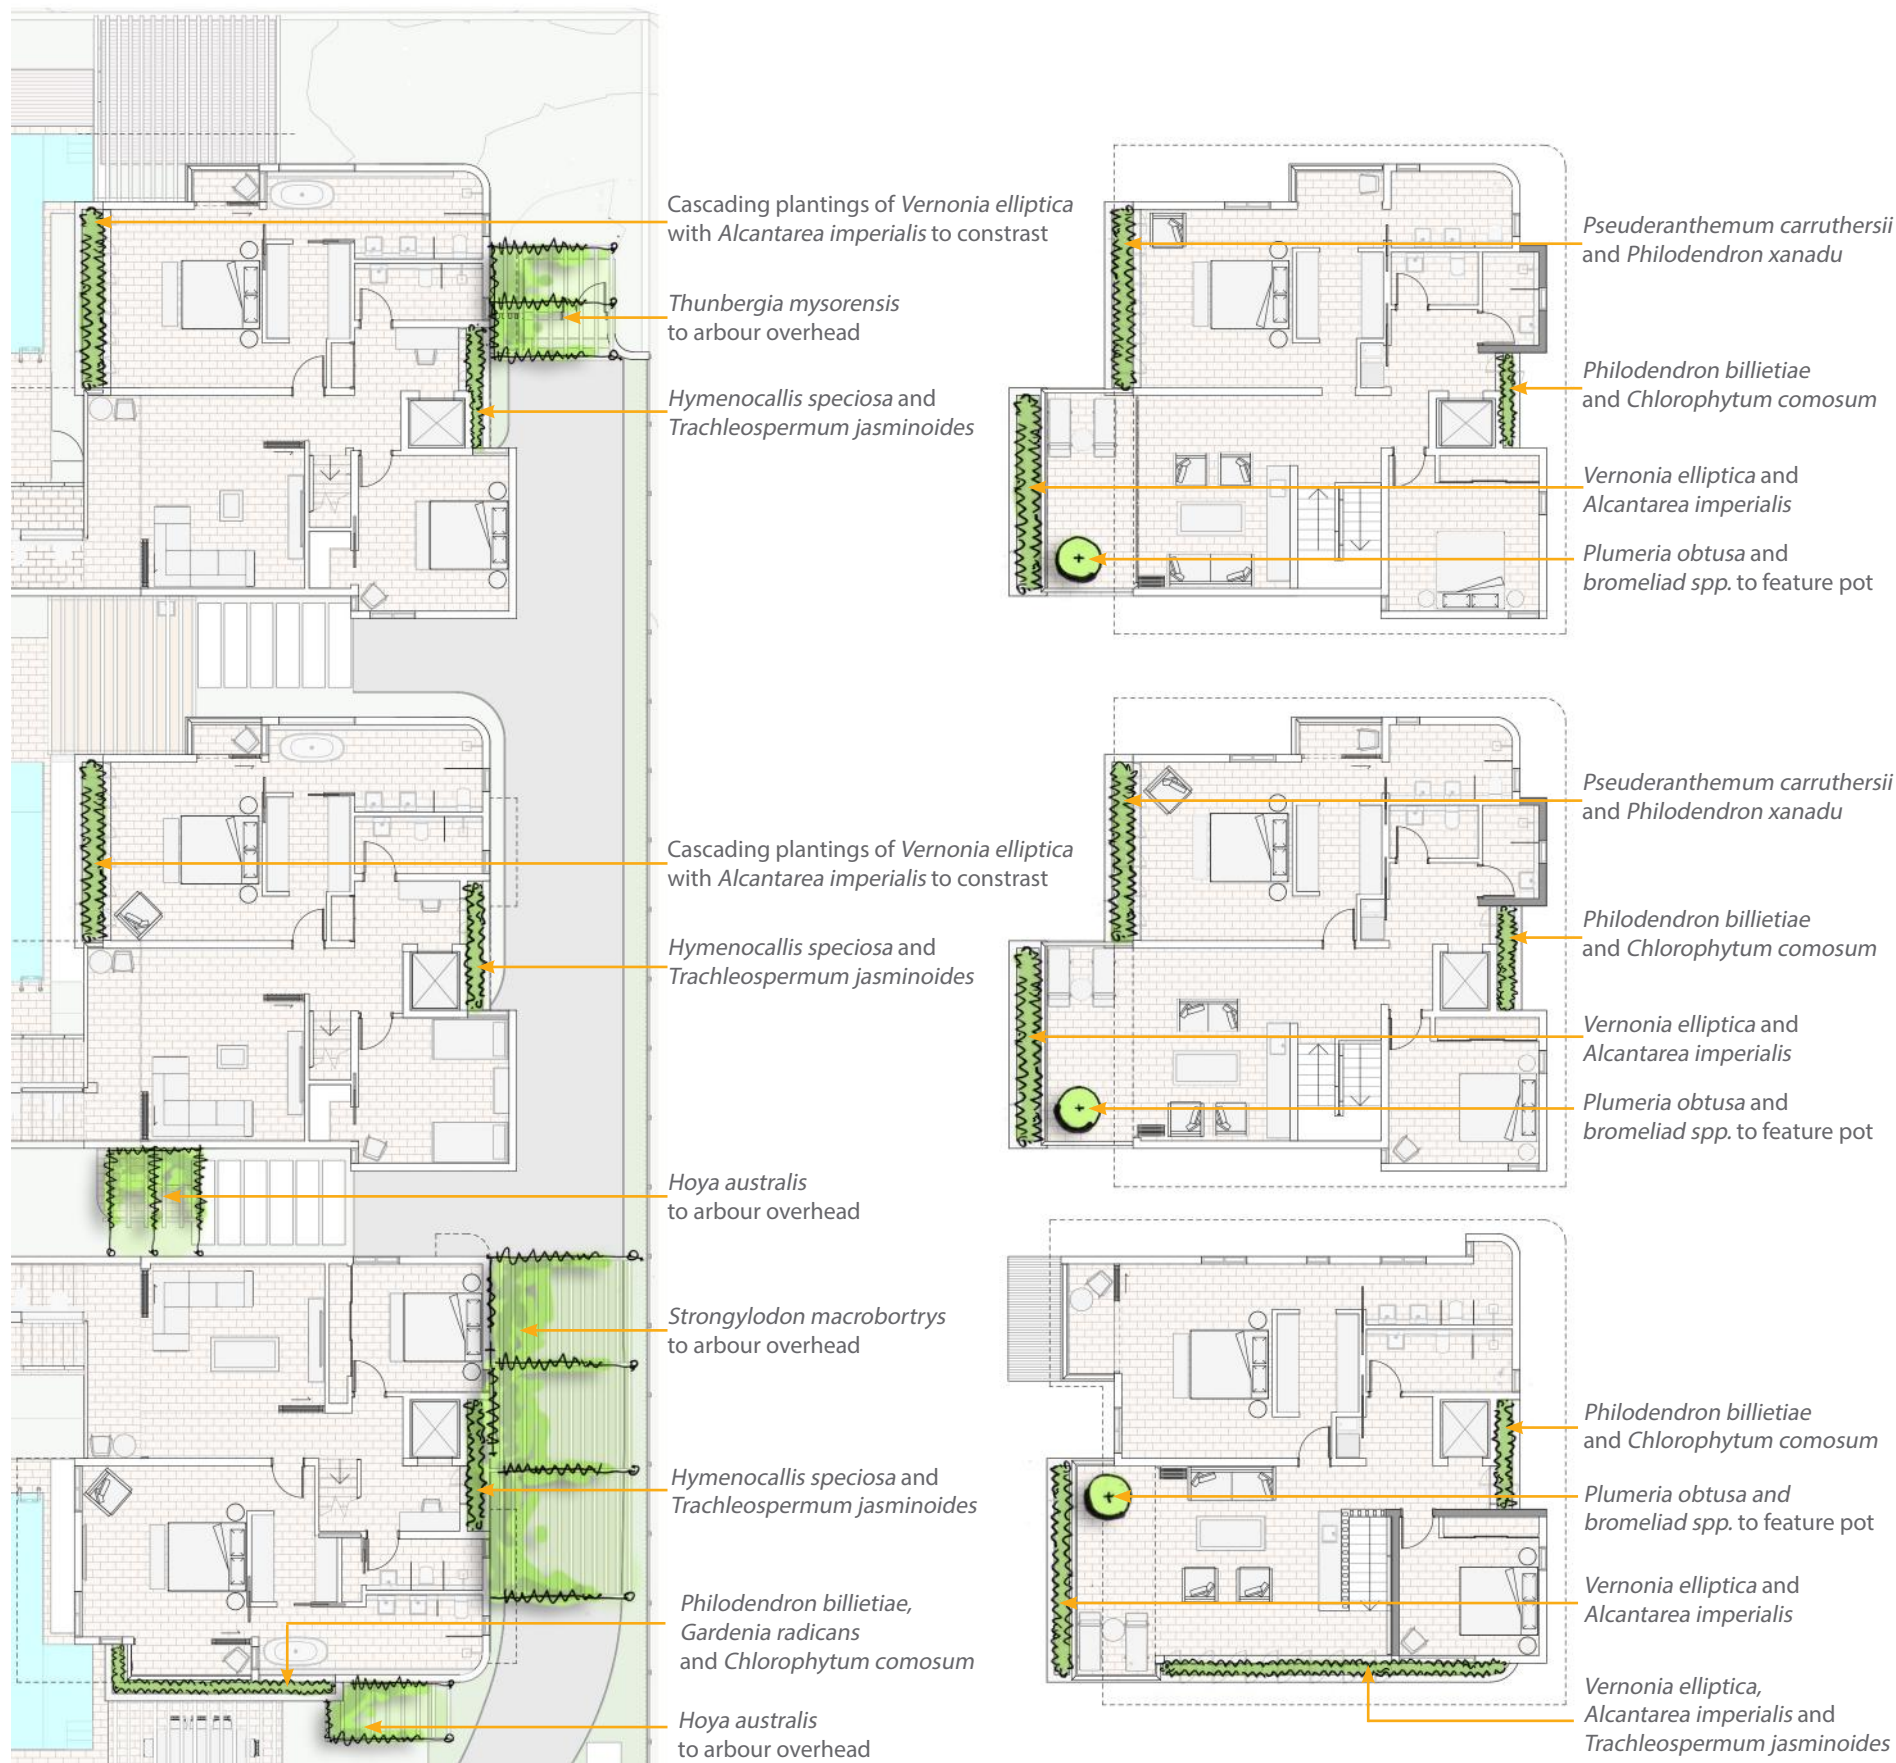 Cascading plantings of Vernonia elliptica
with Alcantarea imperialis to constrast
Thunbergia mysorensis
to arbour overhead
Hymenocallis speciosa and
Trachleospermum jasminoides
Cascading plantings of Vernonia elliptica
with Alcantarea imperialis to constrast
Hymenocallis speciosa and
Trachleospermum jasminoides
Hoya australis
to arbour overhead
Strongylodon macrobortrys
to arbour overhead
Hymenocallis speciosa and
Trachleospermum jasminoides
Philodendron billietiae,
Gardenia radicans
and Chlorophytum comosum
Hoya australis
to arbour overhead
Pseuderanthemum carruthersii
and Philodendron xanadu
Philodendron billietiae
and Chlorophytum comosum
Vernonia elliptica and
Alcantarea imperialis
Plumeria obtusa and
bromeliad spp. to feature pot
Pseuderanthemum carruthersii
and Philodendron xanadu
Philodendron billietiae
and Chlorophytum comosum
Vernonia elliptica and
Alcantarea imperialis
Plumeria obtusa and
bromeliad spp. to feature pot
Philodendron billietiae
and Chlorophytum comosum
Plumeria obtusa and
bromeliad spp. to feature pot
Vernonia elliptica and
Alcantarea imperialis
Vernonia elliptica,
Alcantarea imperialis and
Trachleospermum jasminoides